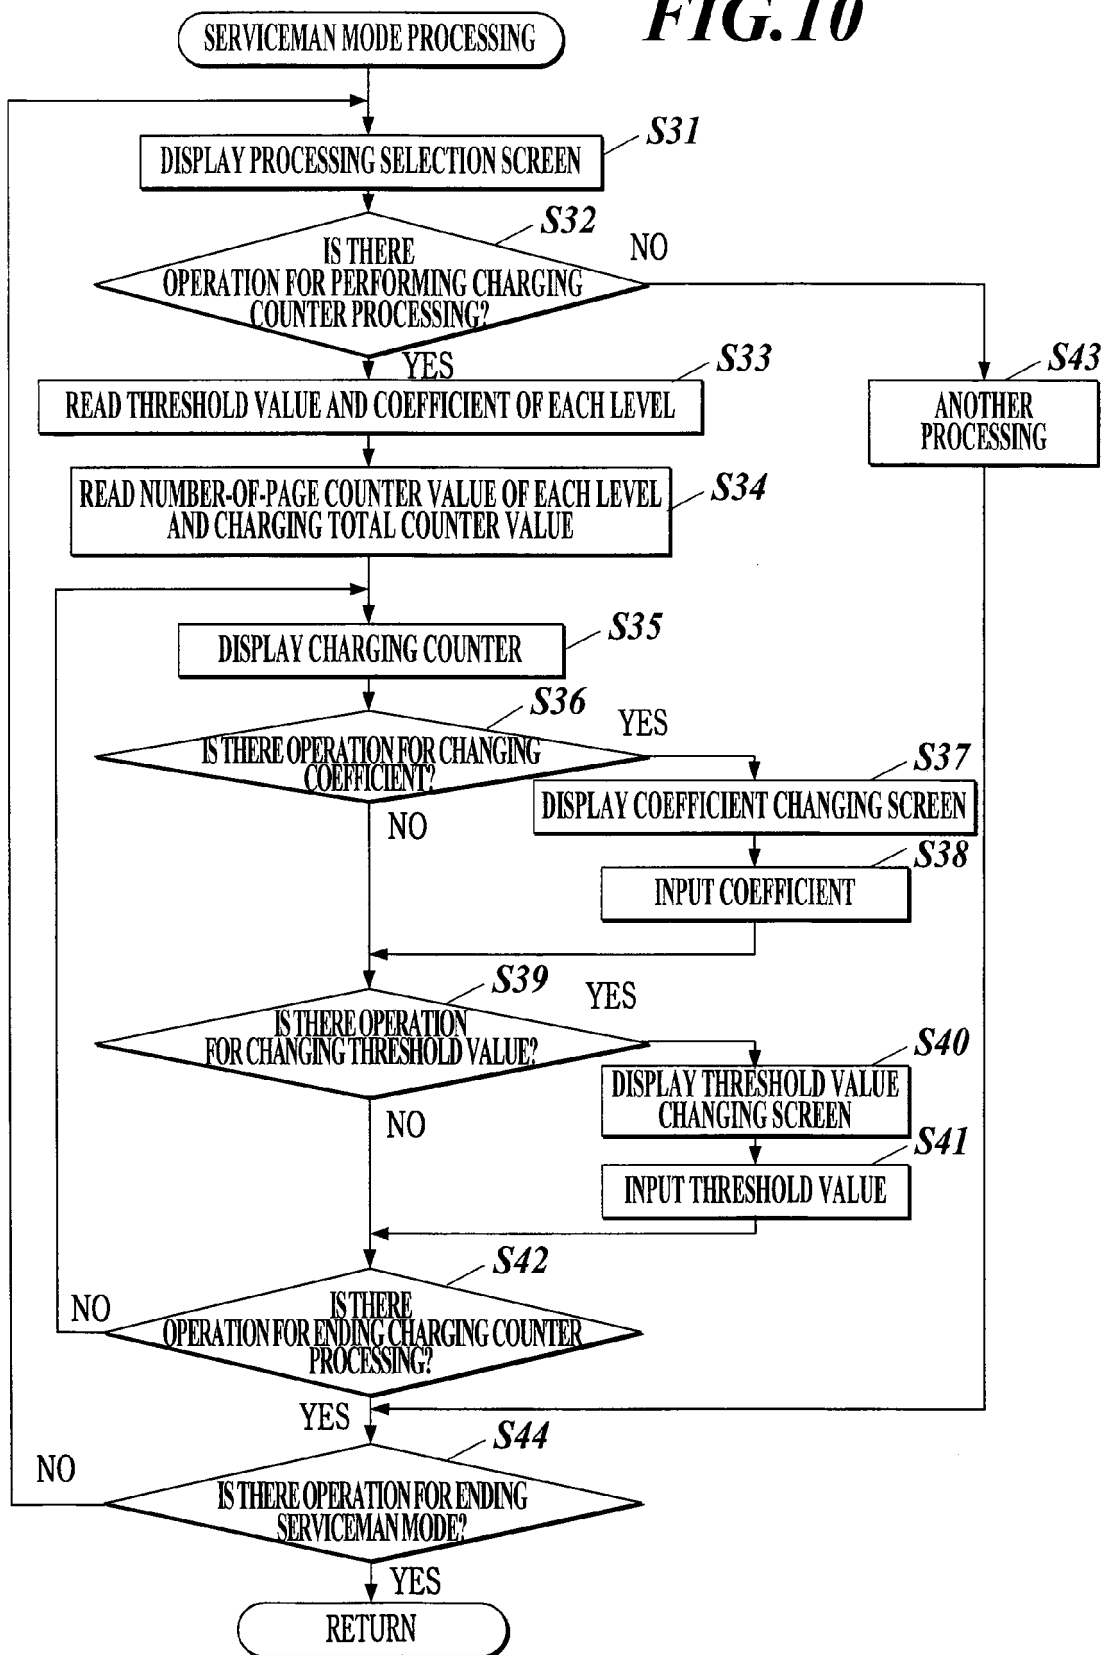 FIG.10
SERVICEMAN MODE PROCESSING
S31
DISPLAY PROCESSING SELECTION SCREEN
S32
IS THERE
OPERATION FOR PERFORMING CHARGING
COUNTER PROCESSING?
NO
YES
S33
READ THRESHOLD VALUE AND COEFFICIENT OF EACH LEVEL
S43
ANOTHER
PROCESSING
S34
READ NUMBER-OF-PAGE COUNTER VALUE OF EACH LEVEL
AND CHARGING TOTAL COUNTER VALUE
S35
DISPLAY CHARGING COUNTER
S36
IS THERE OPERATION FOR CHANGING
COEFFICIENT?
YES
NO
S37
DISPLAY COEFFICIENT CHANGING SCREEN
S38
INPUT COEFFICIENT
S39
IS THERE OPERATION
FOR CHANGING THRESHOLD VALUE?
YES
NO
S40
DISPLAY THRESHOLD VALUE
CHANGING SCREEN
S41
INPUT THRESHOLD VALUE
S42
IS THERE
OPERATION FOR ENDING CHARGING COUNTER
PROCESSING?
NO
YES
S44
IS THERE OPERATION FOR ENDING
SERVICEMAN MODE?
NO
YES
RETURN